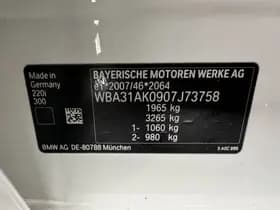 Made in
Germany
220i
300
BAYERISCHE MOTOREN WERKE AG
e1*2007/46*2064
WBA31AK0907J73758
1965 kg
3265 kg
1- 1060 kg
2- 980 kg
BMW AG DE-80788 München